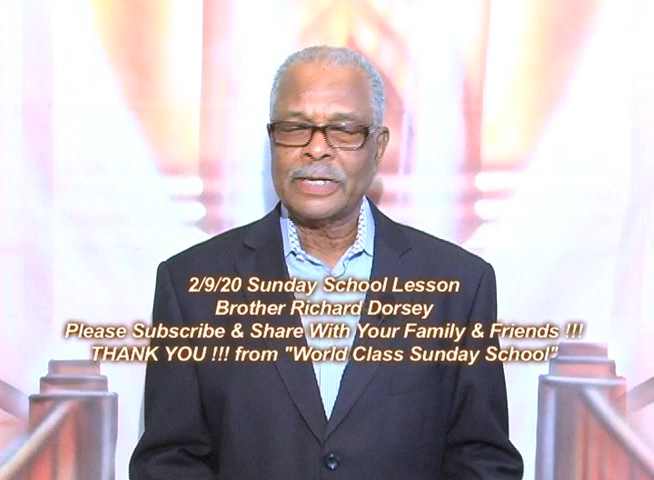 2/9/20 Sunday School Lesson
Brother Richard Dorsey
Please Subscribe & Share With Your Family & Friends !!!
THANK YOU !!! from "World Class Sunday School"